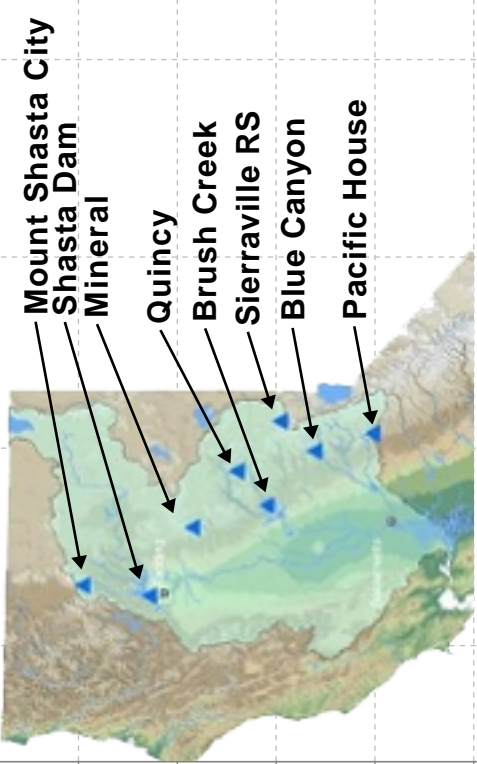 Mount Shasta City
Shasta Dam
Mineral
Quincy
Brush Creek
Sierraville RS
Blue Canyon
Pacific House